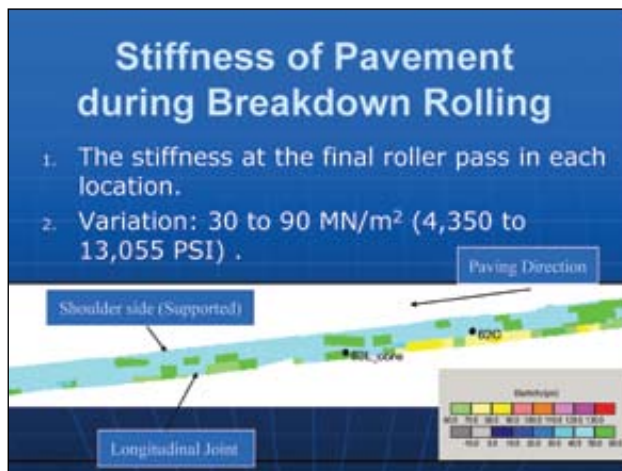 Stiffness of Pavement
during Breakdown Rolling
1. The stiffness at the final roller pass in each
location.
2. Variation: 30 to 90 MN/m² (4,350 to
13,055 PSI) .
Paving Direction
Shoulder side (Supported)
Longitudinal Joint